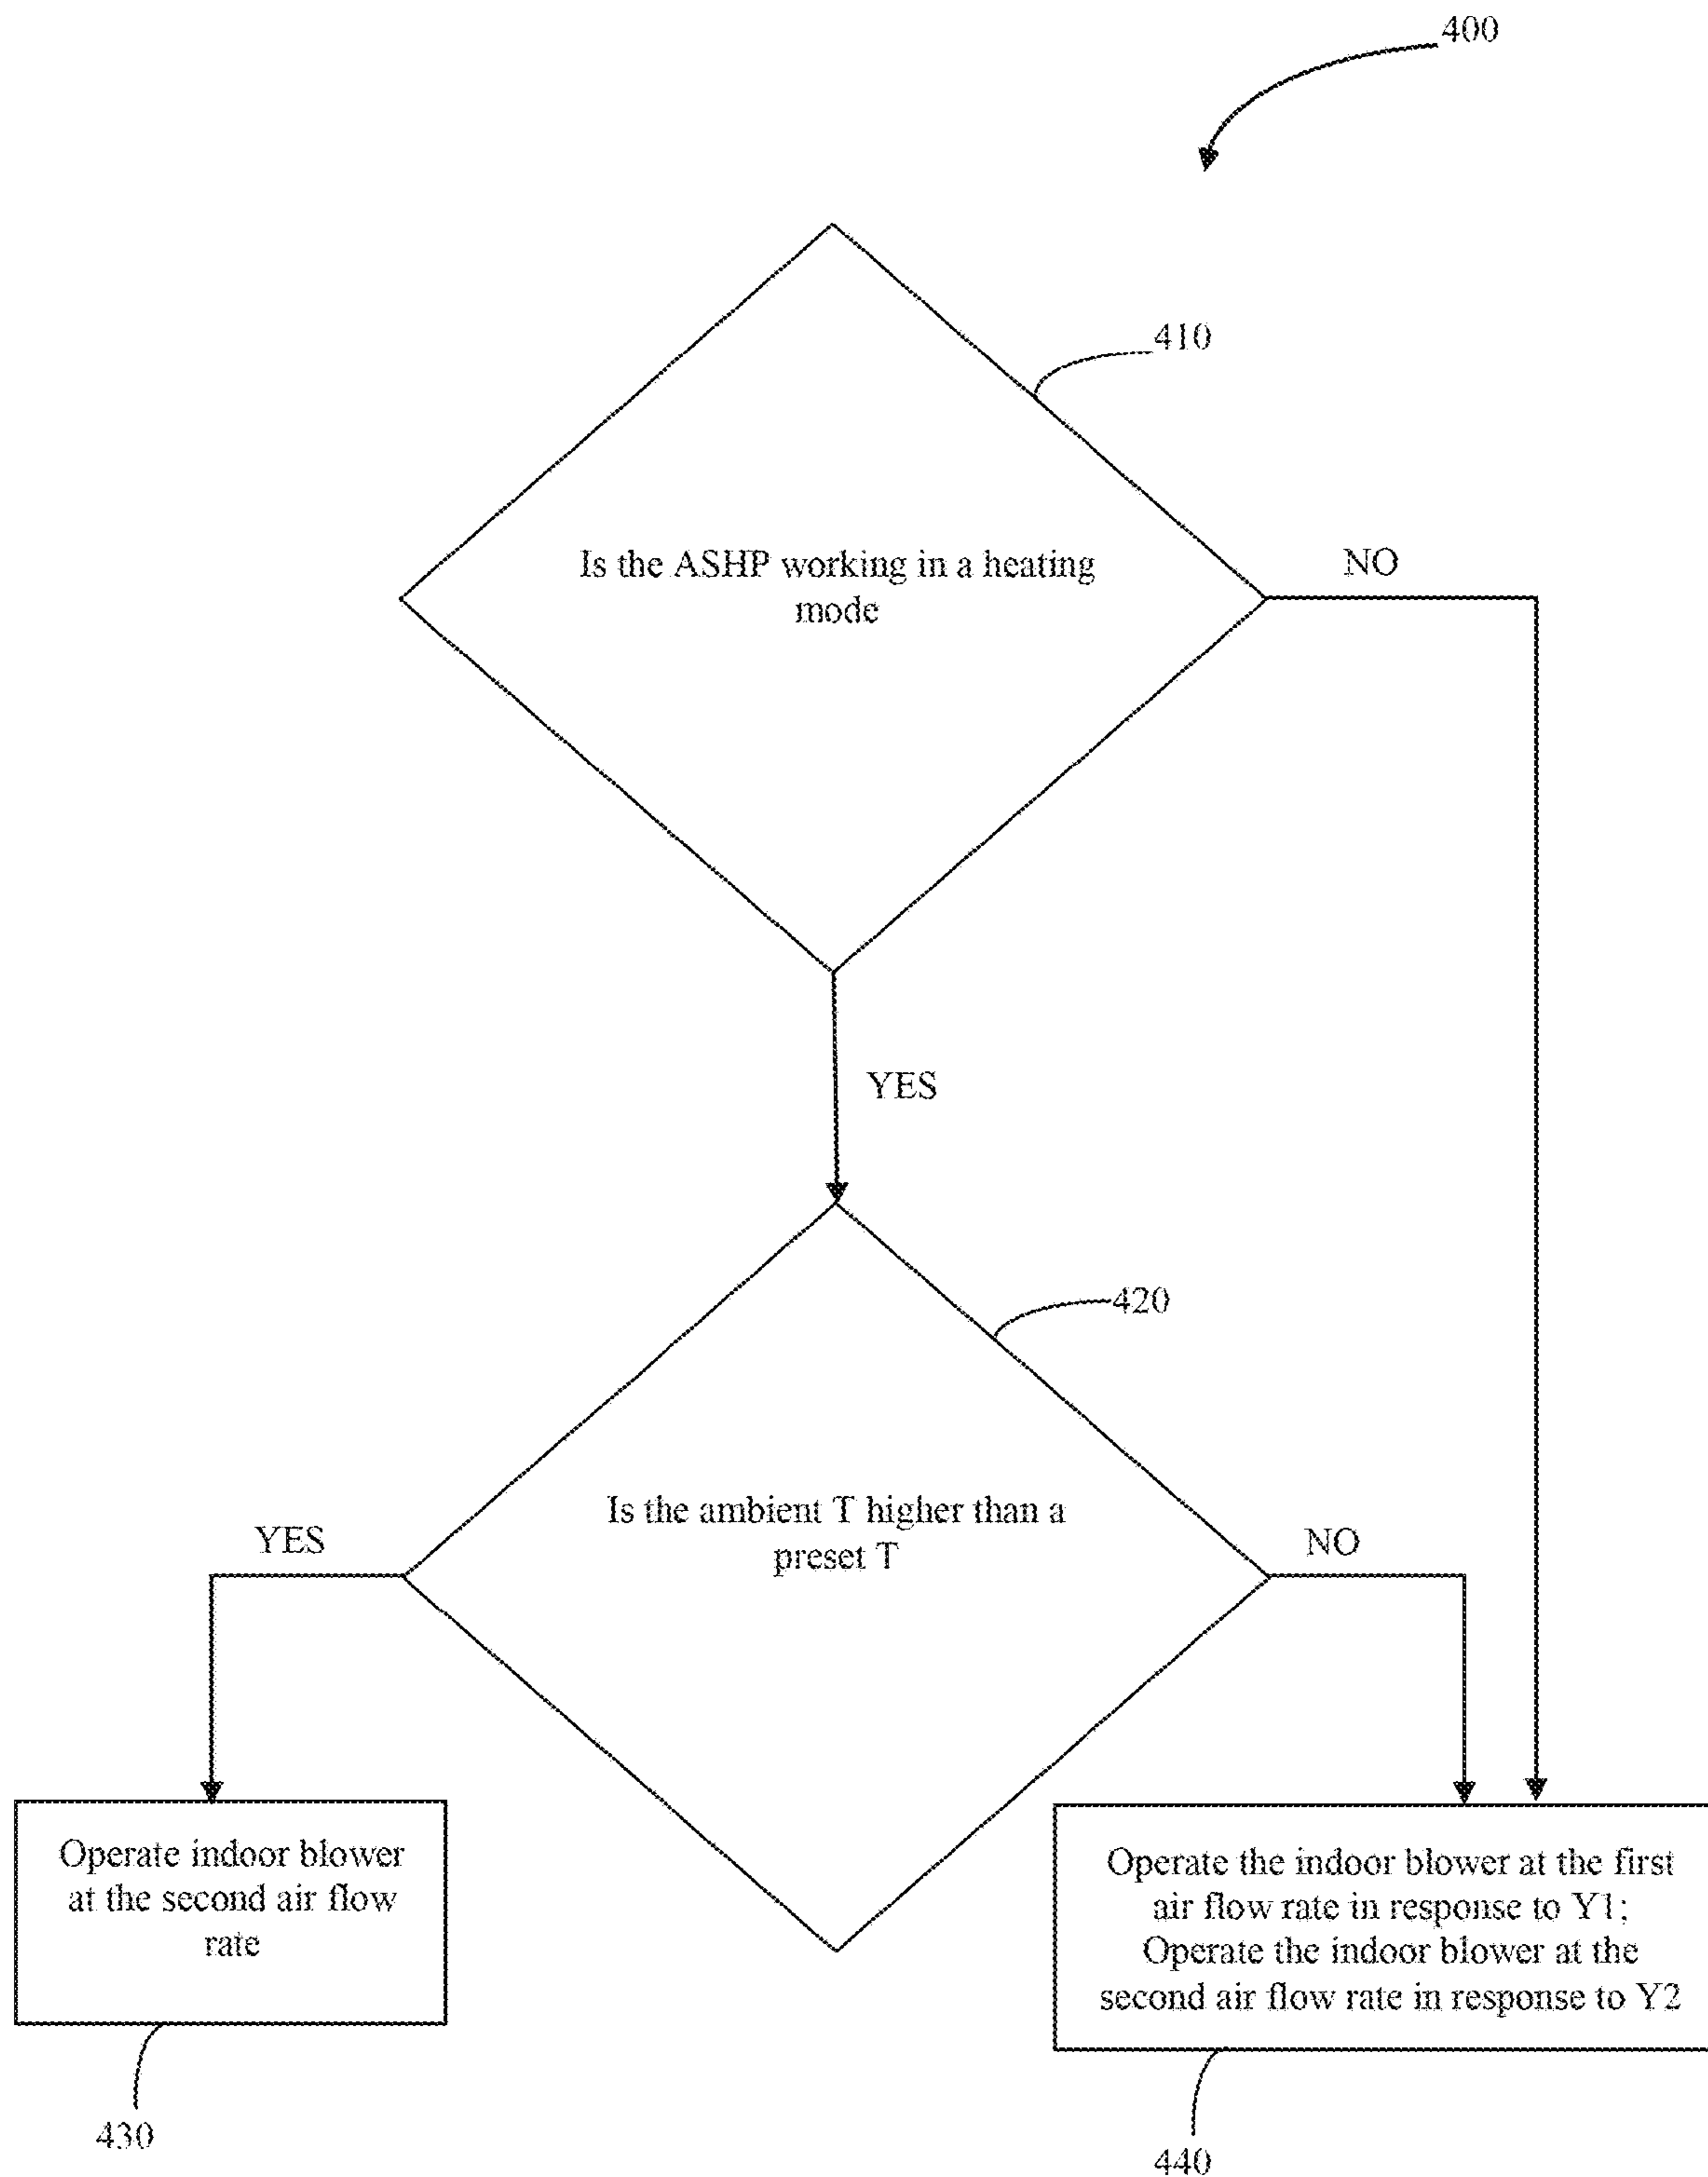 400
410
Is the ASHP working in a heating
mode
NO
YES
420
Is the ambient T higher than a
preset T
YES
NO
Operate indoor blower
at the second air flow
rate
Operate the indoor blower at the first
air flow rate in response to Y1;
Operate the indoor blower at the
second air flow rate in response to Y2
430
440